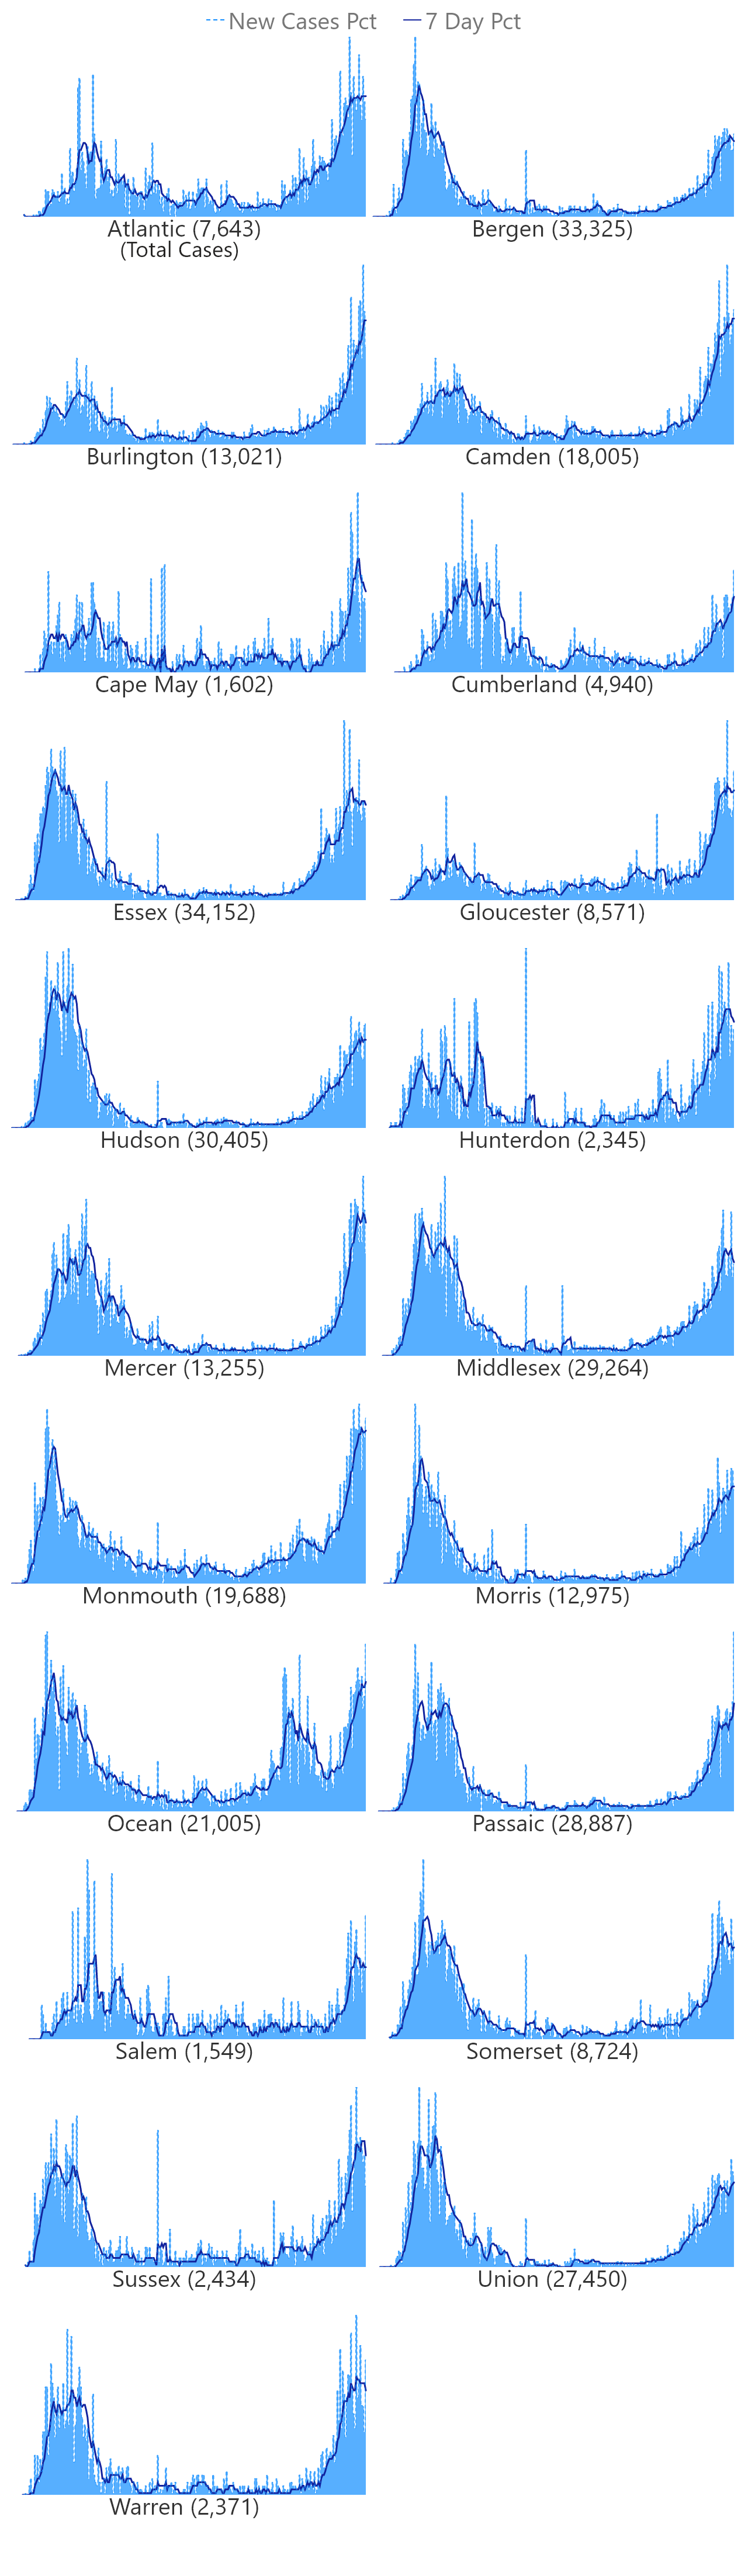 New Cases Pct 7 Day Pct
Atlantic (7,643)
(Total Cases)
Bergen (33,325)
Burlington (13,021)
Camden (18,005)
Cape May (1,602)
Cumberland (4,940)
Essex (34,152)
Gloucester (8,571)
Hudson (30,405)
Hunterdon (2,345)
Mercer (13,255)
Middlesex (29,264)
Monmouth (19,688)
Morris (12,975)
Ocean (21,005)
Passaic (28,887)
Salem (1,549)
Somerset (8,724)
Sussex (2,434)
Union (27,450)
Warren (2,371)